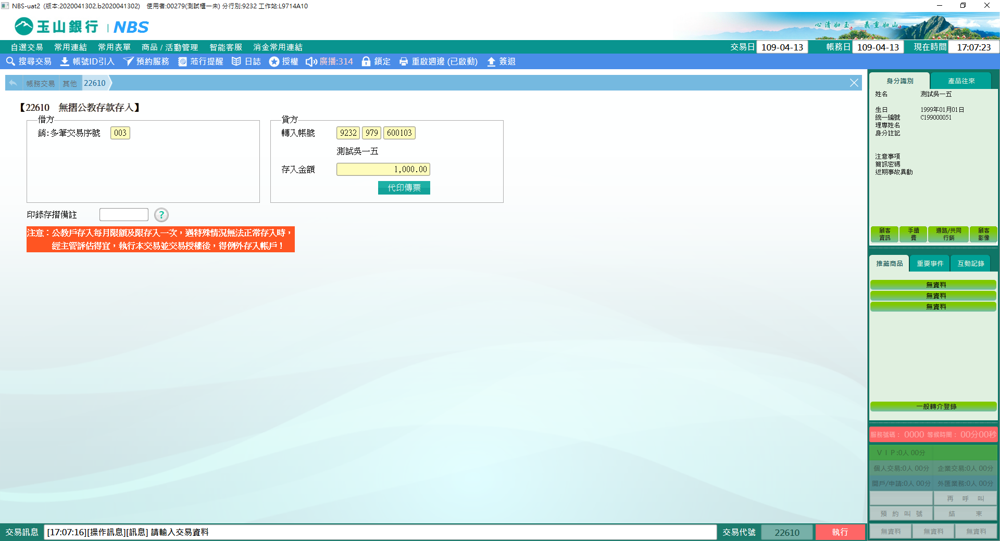 NBS-uat2 (版本:2020041302.b2020041302) 使用者:00279(測試櫃一未) 分行別:9232 工作站:L9714A10
玉山銀行 | NBS
心清如玉 義重如山
自選交易 常用連結 常用表單 商品 / 活動管理 智能客服 消金常用連結 交易日 109-04-13 帳務日 109-04-13 現在時間 17:07:23
搜尋交易 帳號ID引入 預約服務 蒞行提醒 日誌 授權 廣播:314 鎖定 重啟週邊 (已啟動) 簽退
帳務交易 其他 22610
【22610 無摺公教存款存入】
借方
銷:多筆交易序號 003
貸方
轉入帳號 9232 979 600103
測試吳一五
存入金額 1,000.00
代印傳票
印錄存摺備註 ?
注意：公教戶存入每月限額及限存入一次，遇特殊情況無法正常存入時，
經主管評估得宜，執行本交易並交易授權後，得例外存入帳戶！
身分識別 產品往來
姓名 測試吳一五
生日 1999年01月01日
統一編號 C199000051
理專姓名
身分註記
注意事項
簡訊密碼
近期事故異動
顧客資訊 手續費 通路/共同行銷 顧客影像
推薦商品 重要事件 互動記錄
無資料
無資料
無資料
一般轉介登錄
服務號碼： 0000 等候時間： 00分00秒
ＶＩＰ:0人 00分
個人交易:0人 00分 企業交易:0人 00分
開戶/申請:0人 00分 外匯業務:0人 00分
再 呼 叫
預 約 叫 號 結 束
無資料 無資料 無資料
交易訊息 [17:07:16][操作訊息][訊息] 請輸入交易資料 交易代號 22610 執行